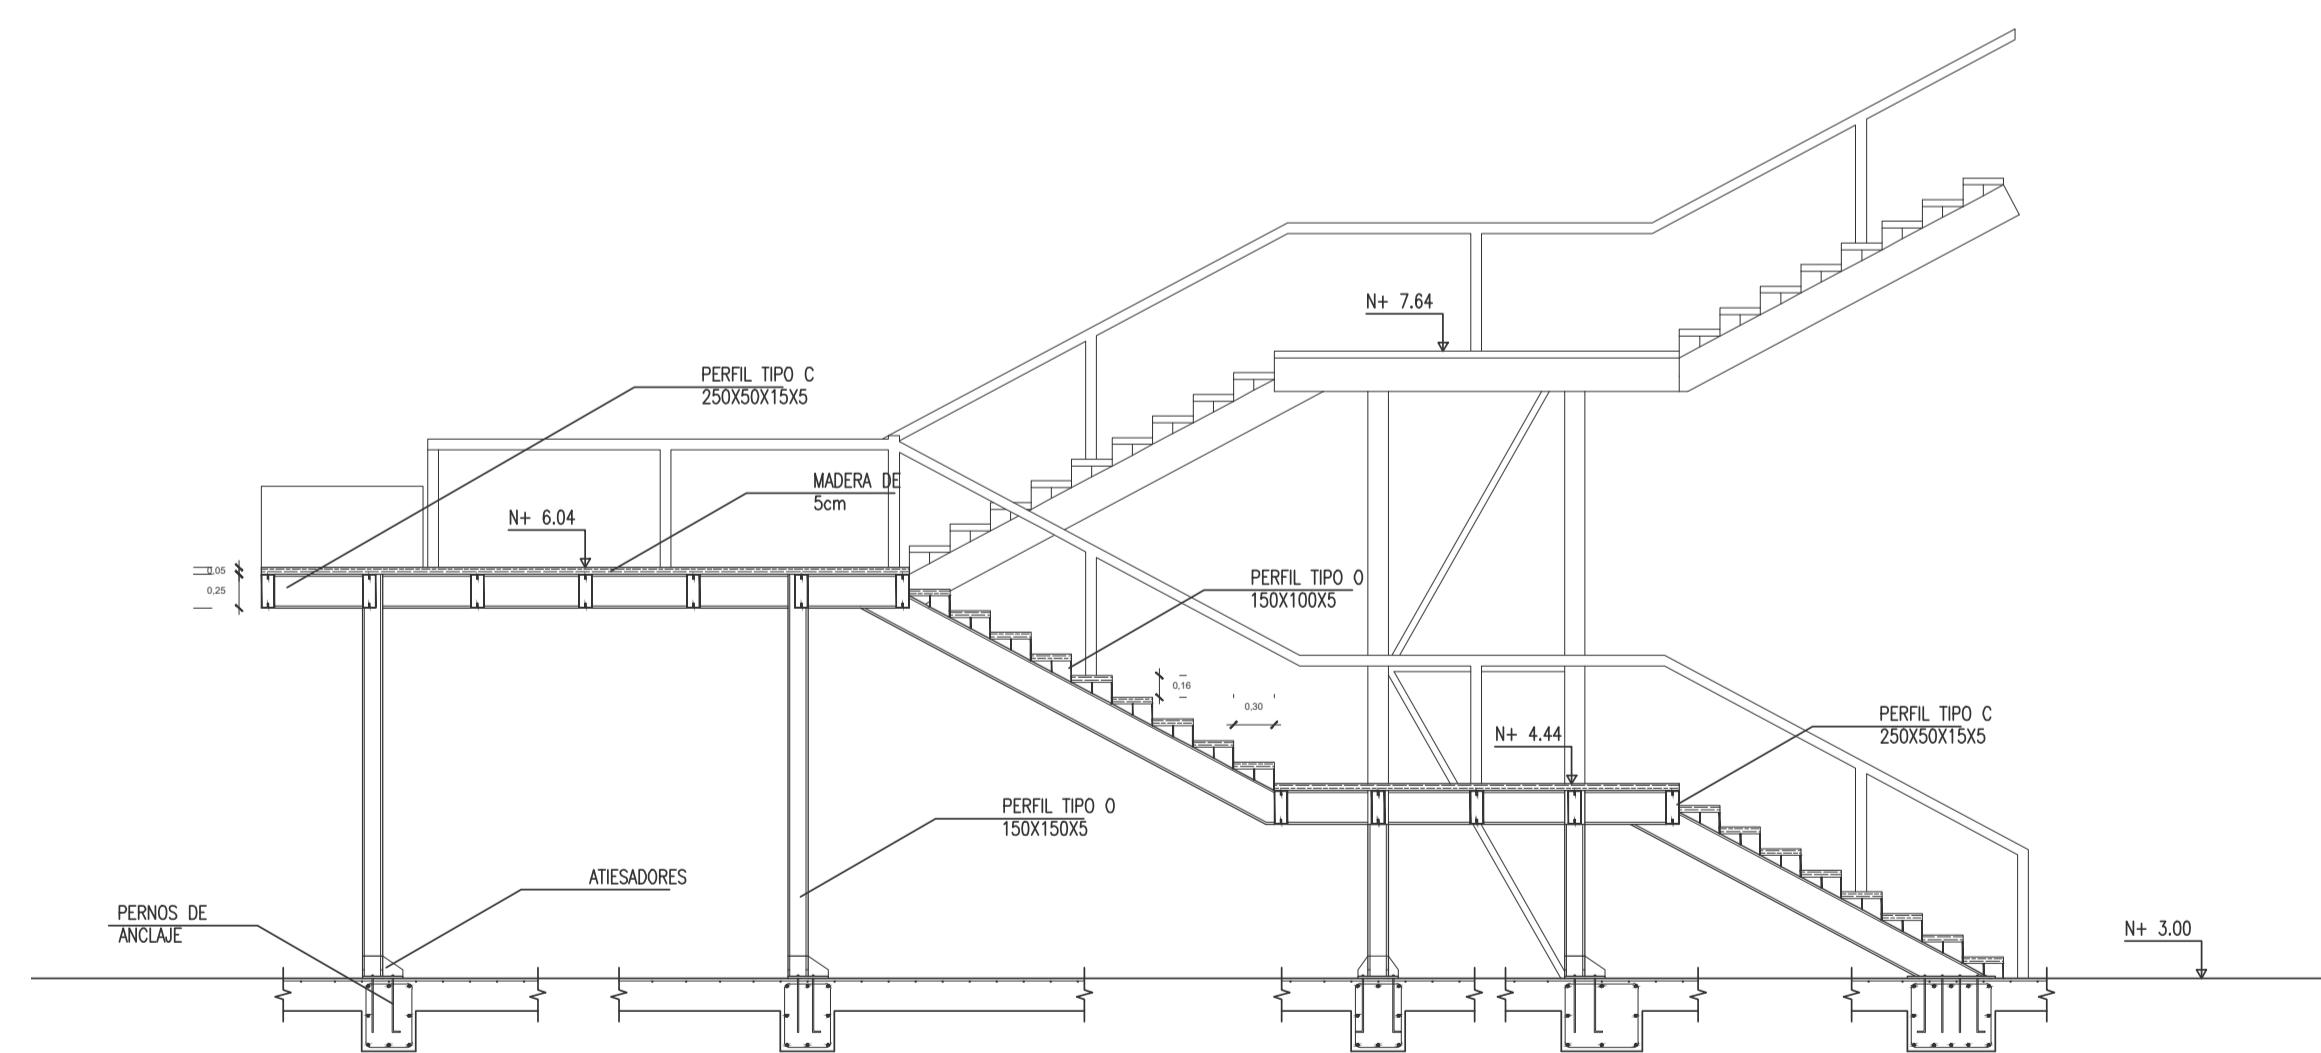 N+ 7.64
PERFIL TIPO C
250X50X15X5
MADERA DE
5cm
N+ 6.04
0,05
0,25
PERFIL TIPO O
150X100X5
0,16
0,30
PERFIL TIPO C
250X50X15X5
N+ 4.44
PERFIL TIPO O
150X150X5
ATIESADORES
PERNOS DE
ANCLAJE
N+ 3.00